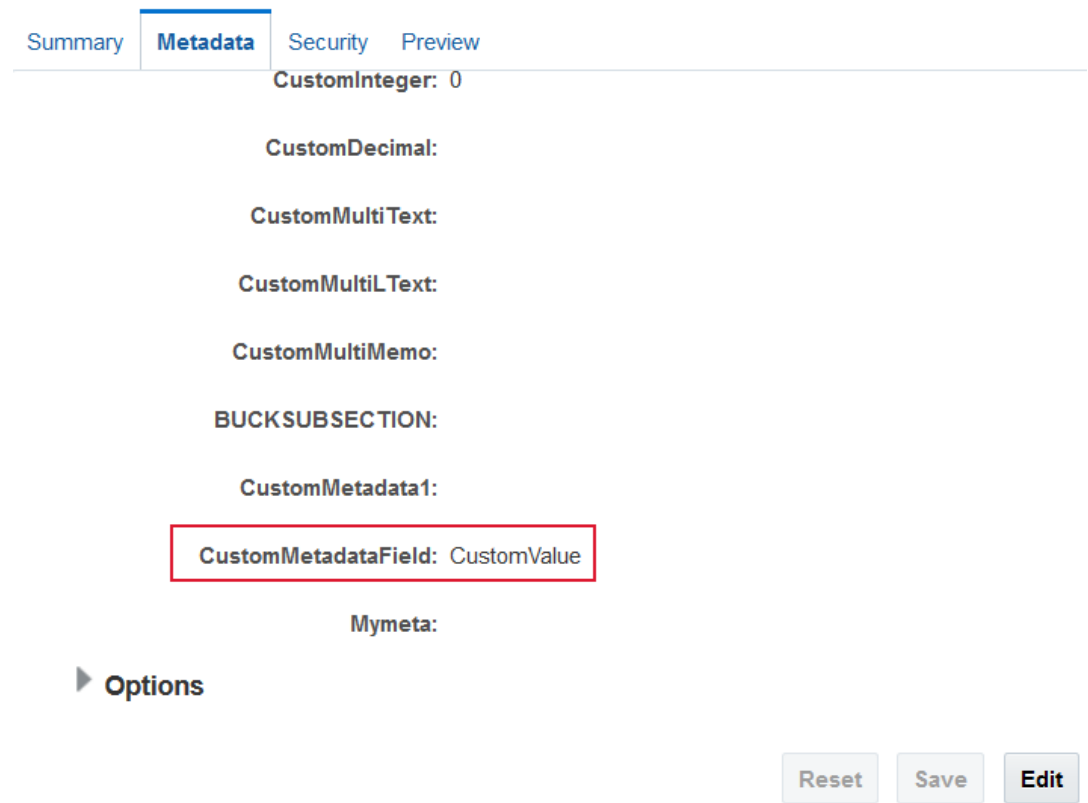 Summary Metadata Security Preview
CustomInteger: 0
CustomDecimal:
CustomMultiText:
CustomMultiLText:
CustomMultiMemo:
BUCKSUBSECTION:
CustomMetadata1:
CustomMetadataField: CustomValue
Mymeta:
Options
Reset Save Edit